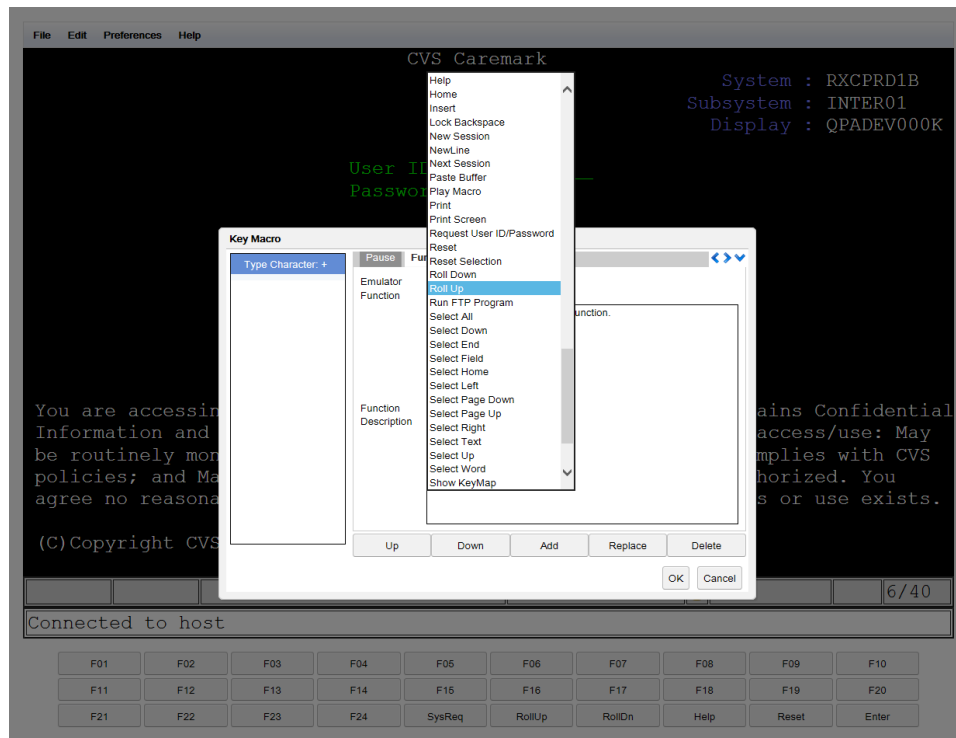 File Edit Preferences Help
CVS Caremark
System : RXCPRD1B
Subsystem : INTER01
Display : QPADEV000K
User I
Passwo
Help
Home
Insert
Lock Backspace
New Session
NewLine
Next Session
Paste Buffer
Play Macro
Print
Print Screen
Request User ID/Password
Reset
Reset Selection
Roll Down
Roll Up
Run FTP Program
Select All
Select Down
Select End
Select Field
Select Home
Select Left
Select Page Down
Select Page Up
Select Right
Select Text
Select Up
Select Word
Show KeyMap
Key Macro
Type Character: +
Pause Fun
Emulator
Function
unction.
Function
Description
Up Down Add Replace Delete
OK Cancel
You are accessin ains Confidential
Information and access/use: May
be routinely mon mplies with CVS
policies; and Ma horized. You
agree no reasona s or use exists.
(C)Copyright CVS
6/40
Connected to host
F01 F02 F03 F04 F05 F06 F07 F08 F09 F10
F11 F12 F13 F14 F15 F16 F17 F18 F19 F20
F21 F22 F23 F24 SysReq RollUp RollDn Help Reset Enter